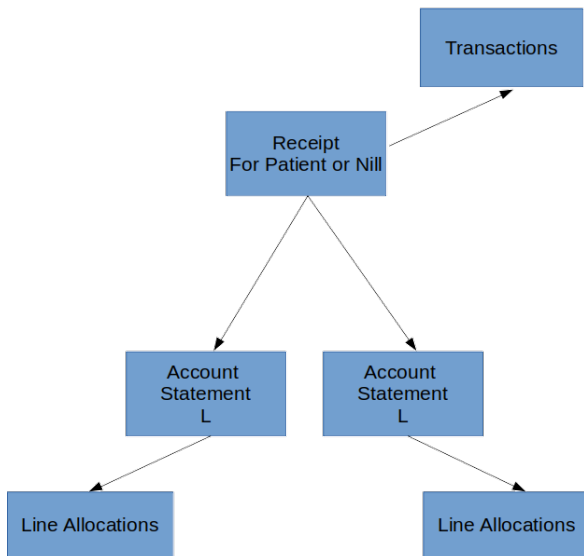 Transactions
Receipt
For Patient or Nill
Account
Statement
L
Account
Statement
L
Line Allocations
Line Allocations